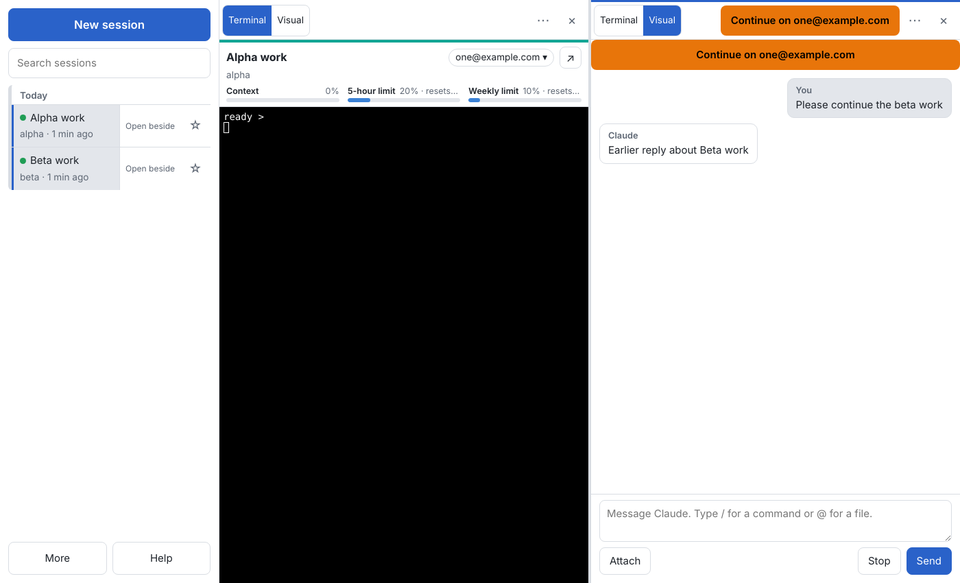 New session
Search sessions
Today
Alpha work
alpha · 1 min ago
Open beside
Beta work
beta · 1 min ago
Open beside
More
Help
Terminal
Visual
Alpha work
one@example.com
alpha
Context
0%
5-hour limit
20% · resets...
Weekly limit
10% · resets...
ready >
Terminal
Visual
Continue on one@example.com
Continue on one@example.com
You
Please continue the beta work
Claude
Earlier reply about Beta work
Message Claude. Type / for a command or @ for a file.
Attach
Stop
Send